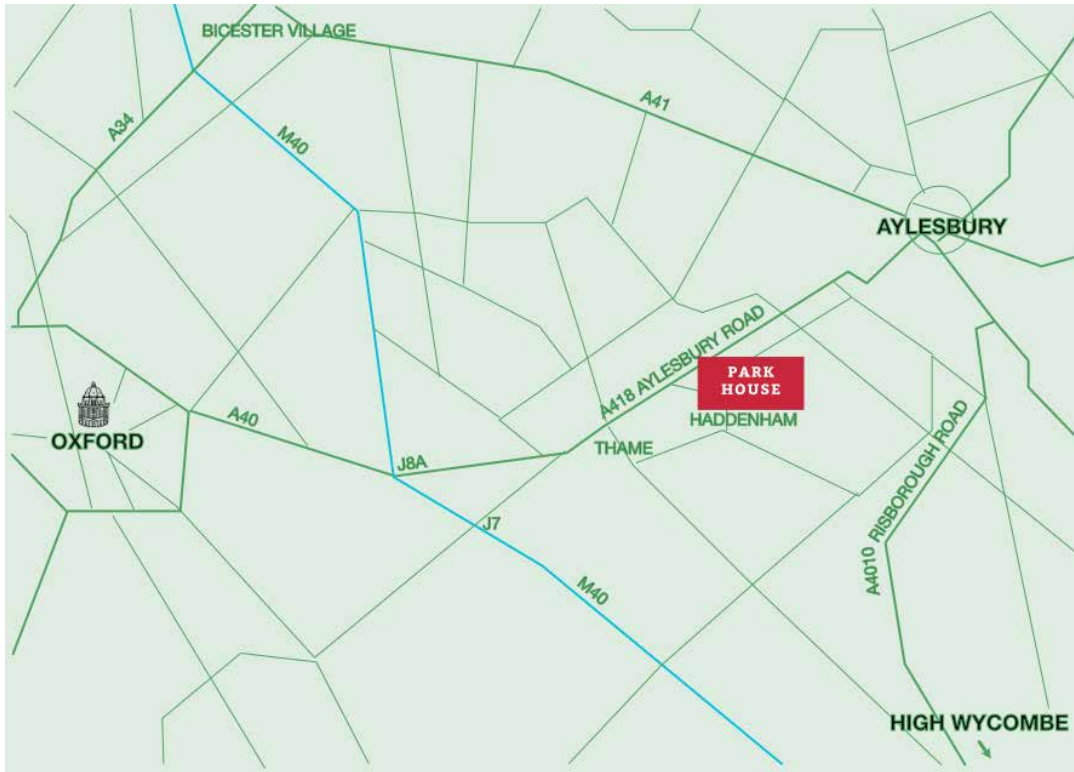 BICESTER VILLAGE
A34
M40
A41
AYLESBURY
A418 AYLESBURY ROAD
PARK
HOUSE
HADDENHAM
OXFORD
A40
THAME
J8A
J7
M40
A4010 RISBOROUGH ROAD
HIGH WYCOMBE